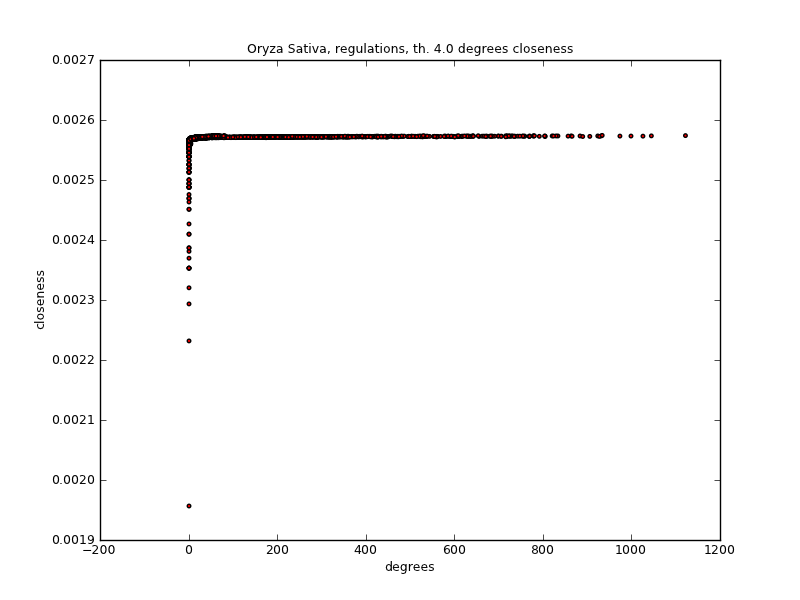 Oryza Sativa, regulations, th. 4.0 degrees closeness
0.0027
0.0026
0.0025
0.0024
0.0023
0.0022
0.0021
0.0020
0.0019
closeness
−200 0 200 400 600 800 1000 1200
degrees